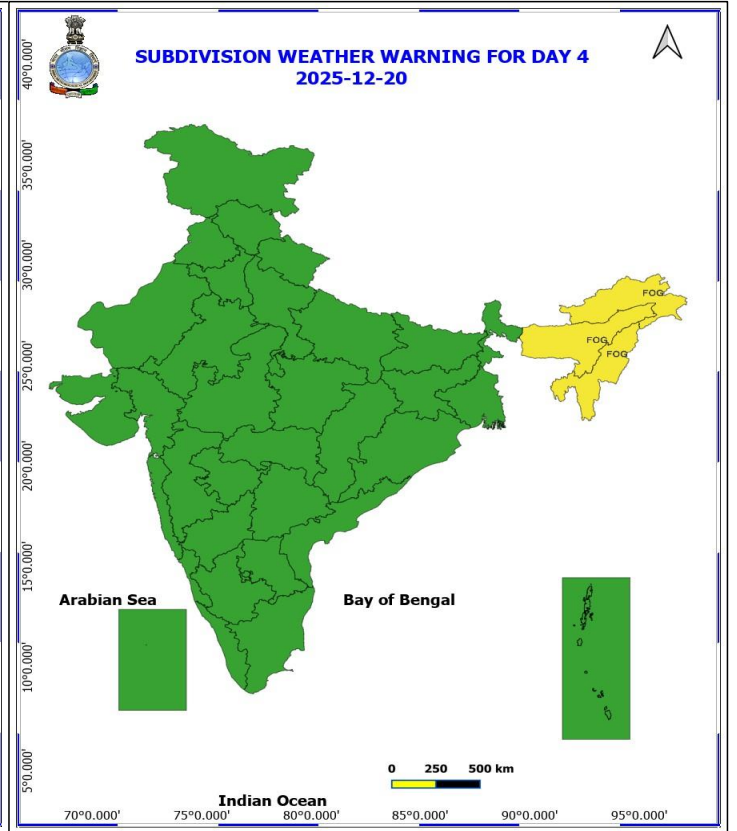 SUBDIVISION WEATHER WARNING FOR DAY 4
2025-12-20
40°0.000'
35°0.000'
30°0.000'
25°0.000'
20°0.000'
15°0.000'
10°0.000'
5°0.000'
FOG
FOG
FOG
Arabian Sea
Bay of Bengal
0 250 500 km
Indian Ocean
70°0.000' 75°0.000' 80°0.000' 85°0.000' 90°0.000' 95°0.000'